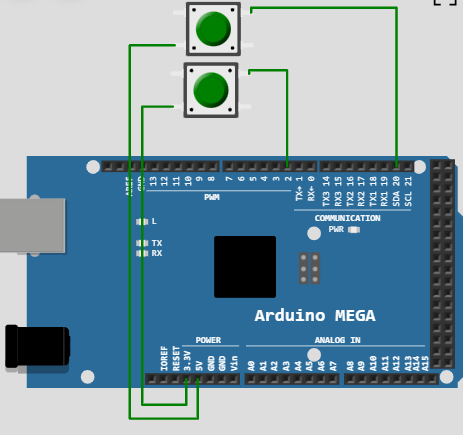 AREF
GND
13
12
11
10
9
8
7
6
5
4
3
2
TX+ 1
RX+ 0
TX3 14
RX3 15
TX2 16
RX2 17
TX1 18
RX1 19
SDA 20
SCL 21
PWM
COMMUNICATION
L
PWR
TX
RX
Arduino MEGA
POWER
ANALOG IN
IOREF
RESET
3.3V
5V
GND
GND
Vin
A0
A1
A2
A3
A4
A5
A6
A7
A8
A9
A10
A11
A12
A13
A14
A15